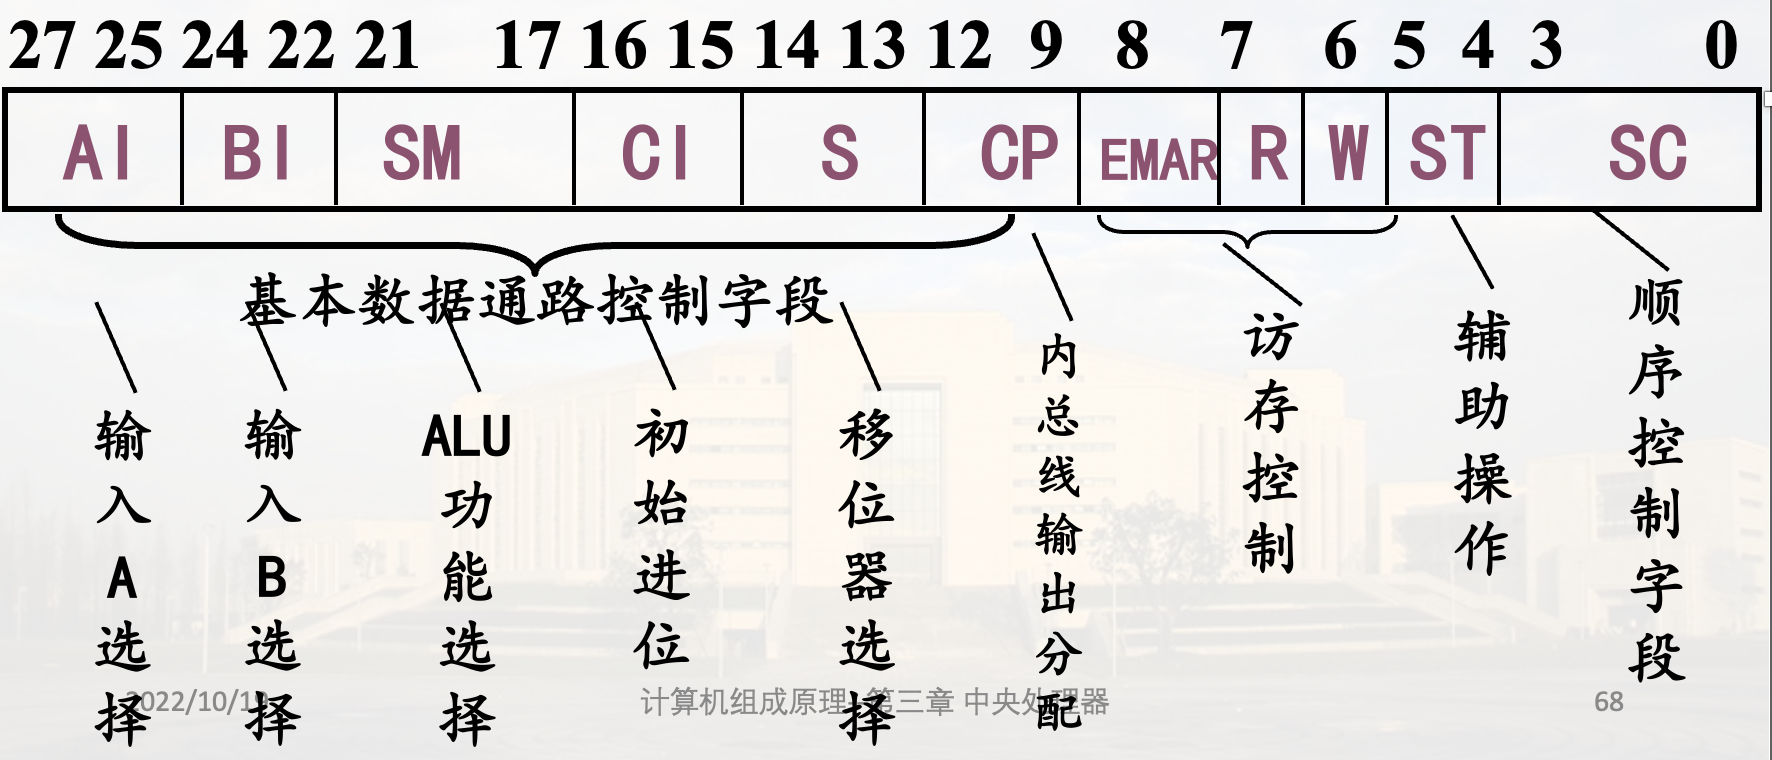 27 25 24 22 21 17 16 15 14 13 12 9 8 7 6 5 4 3 0
AI BI SM CI S CP EMAR R W ST SC
基本数据通路控制字段
输入A选择
输入B选择
ALU功能选择
初始进位
移位器选择
内总线输出分配
访存控制
辅助操作
顺序控制字段
2022/10/19
计算机组成原理--第三章 中央处理器
68